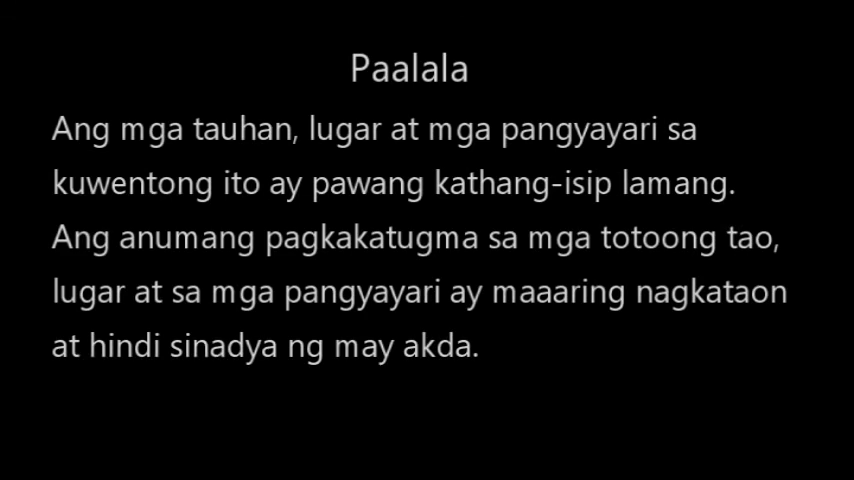 Paalala
Ang mga tauhan, lugar at mga pangyayari sa
kuwentong ito ay pawang kathang-isip lamang.
Ang anumang pagkakatugma sa mga totoong tao,
lugar at sa mga pangyayari ay maaaring nagkataon
at hindi sinadya ng may akda.